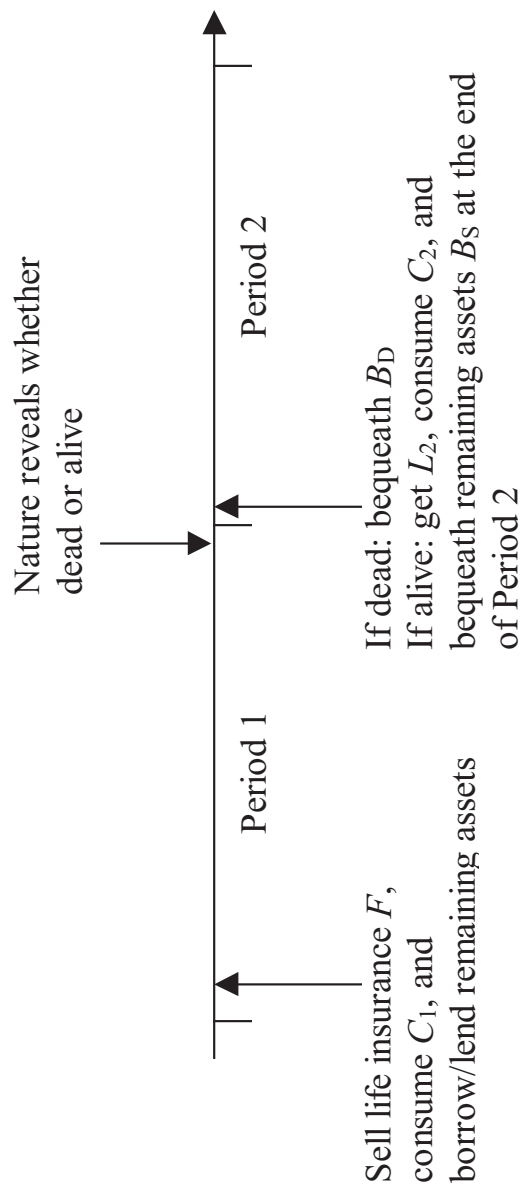 Nature reveals whether
dead or alive
Period 1
Period 2
Sell life insurance F,
consume C₁, and
borrow/lend remaining assets
If dead: bequeath B_D
If alive: get L₂, consume C₂, and
bequeath remaining assets B_S at the end
of Period 2